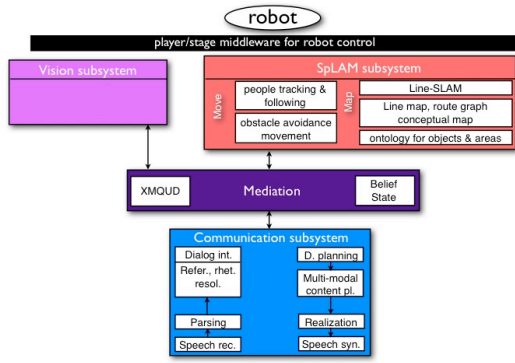 robot
player/stage middleware for robot control
Vision subsystem
SpLAM subsystem
Move
people tracking &
following
obstacle avoidance
movement
Map
Line-SLAM
Line map, route graph
conceptual map
ontology for objects & areas
XMQUD
Mediation
Belief
State
Communication subsystem
Dialog int.
Refer., rhet.
resol.
Parsing
Speech rec.
D. planning
Multi-modal
content pl.
Realization
Speech syn.